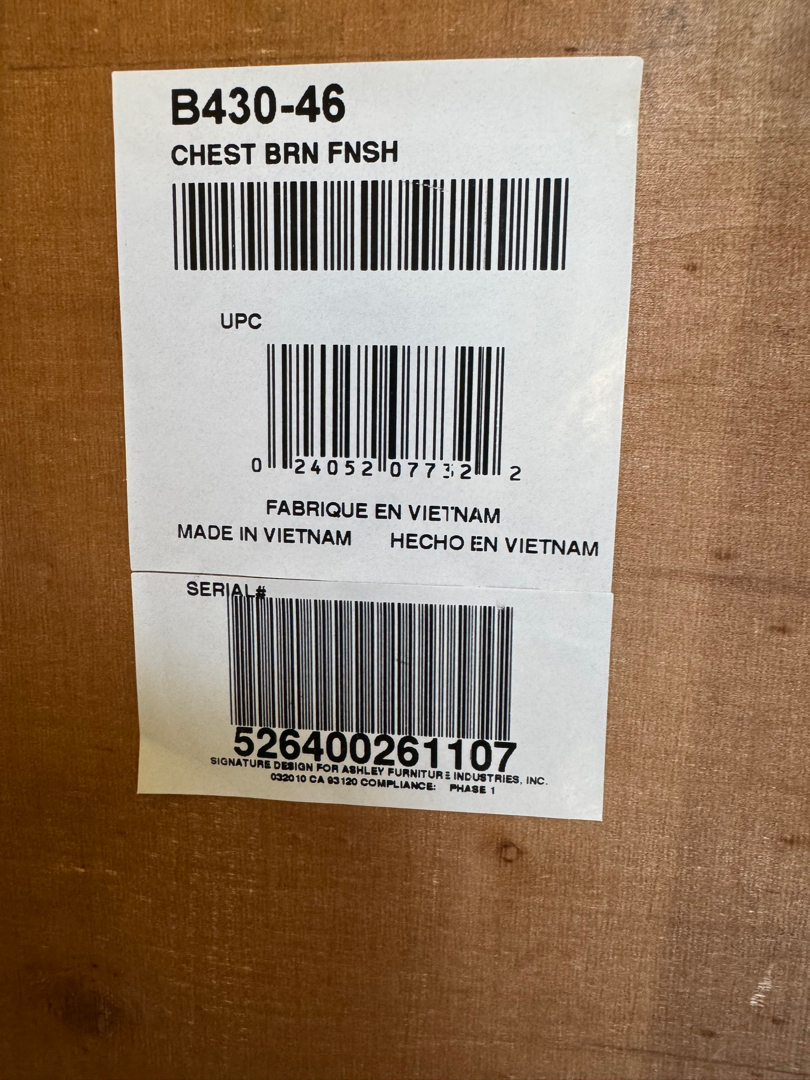 B430-46
CHEST BRN FNSH
UPC
0 24052 07732 2
FABRIQUE EN VIETNAM
MADE IN VIETNAM HECHO EN VIETNAM
SERIAL#
526400261107
SIGNATURE DESIGN FOR ASHLEY FURNITURE INDUSTRIES, INC.
032010 CA 93120 COMPLIANCE: PHASE 1